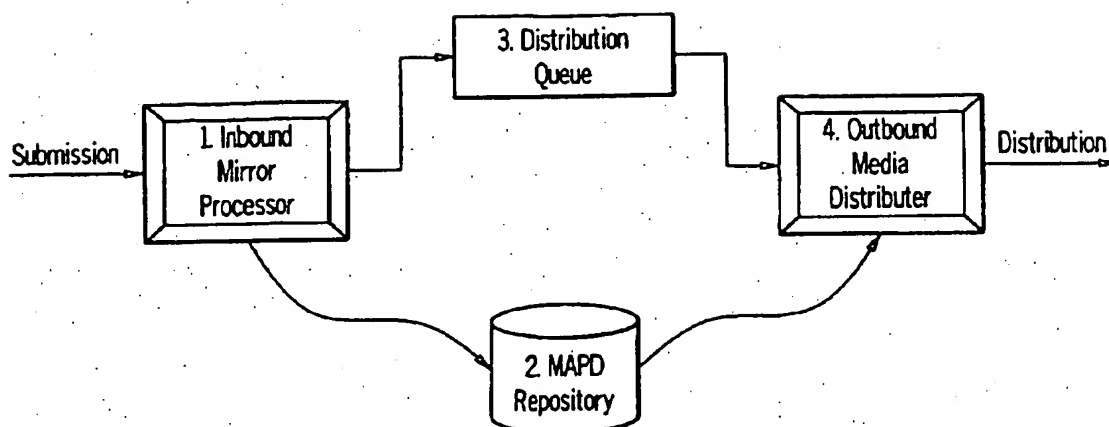 3. Distribution
Queue
Submission
1. Inbound
Mirror
Processor
4. Outbound
Media
Distributer
Distribution
2. MAPD
Repository